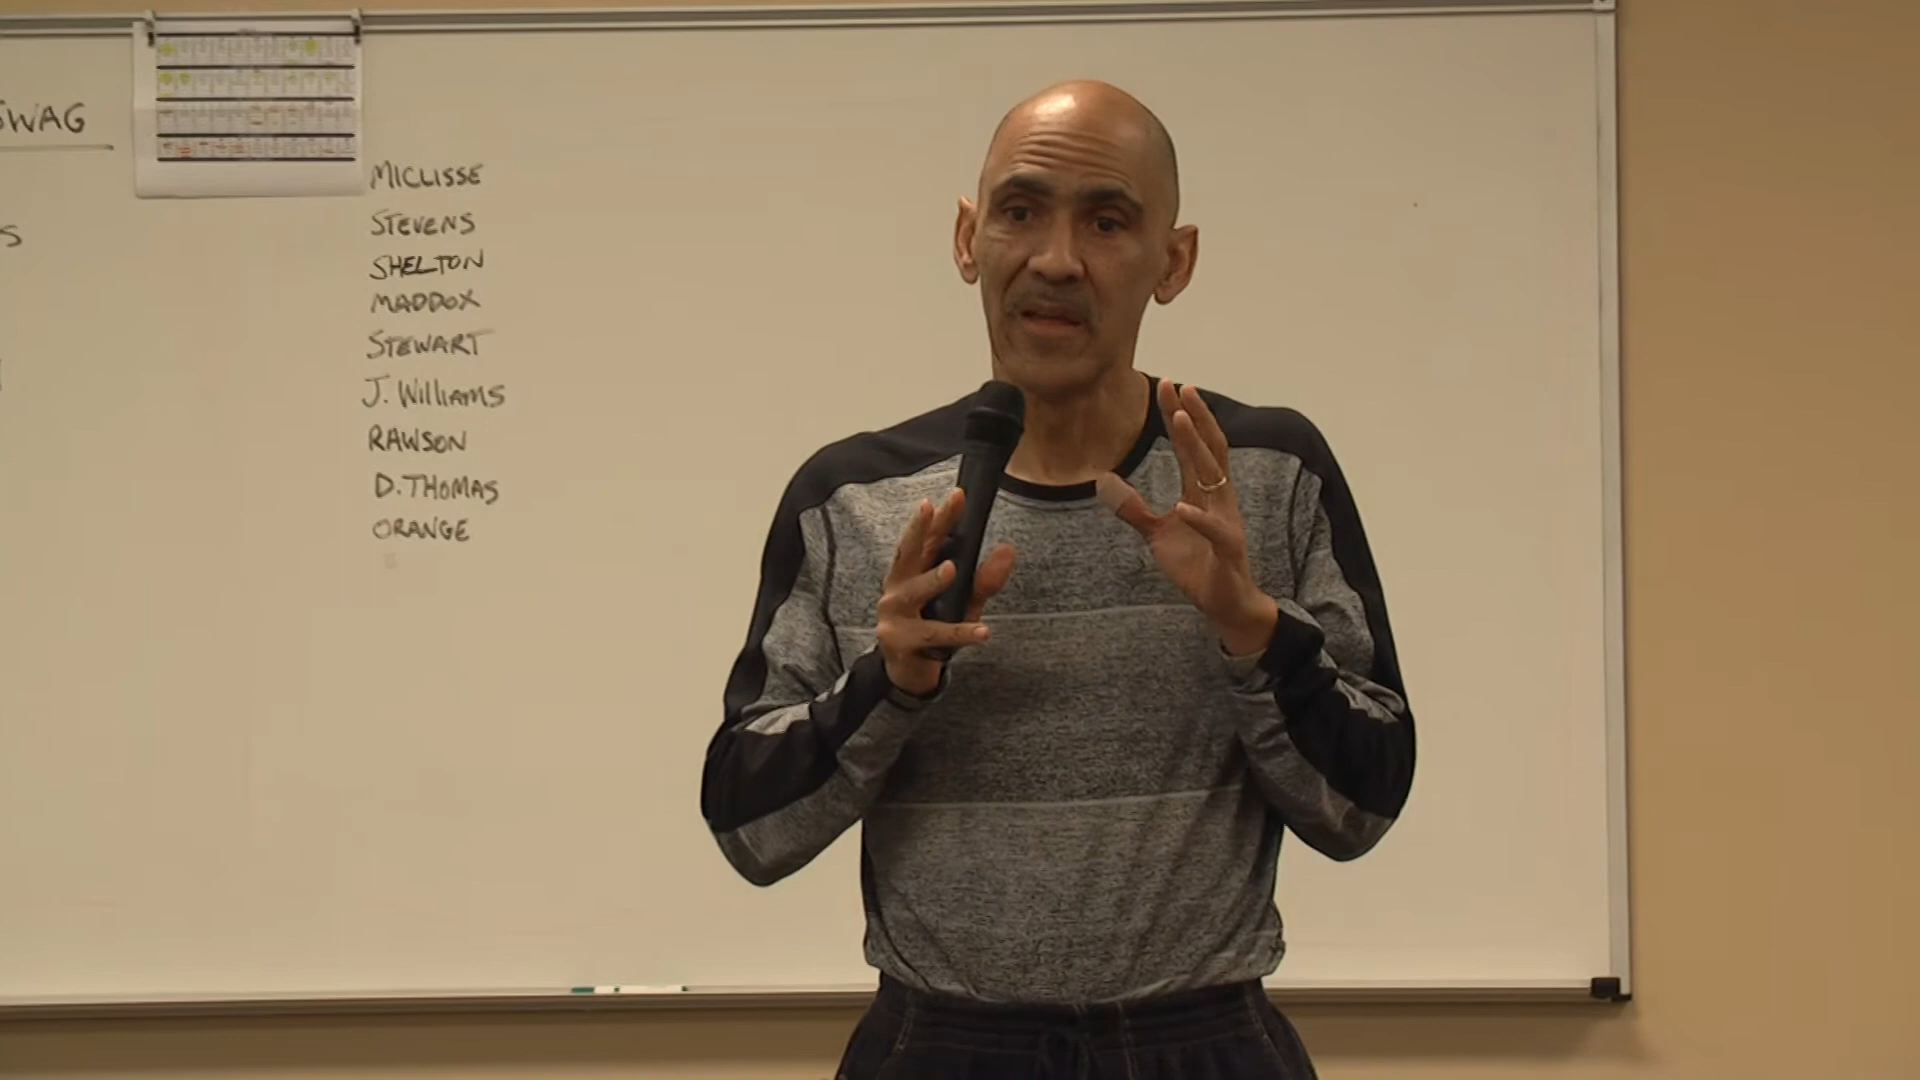 SWAG
MICLISSE
STEVENS
SHELTON
MADDOX
STEWART
J. WILLIAMS
RAWSON
D. THOMAS
ORANGE